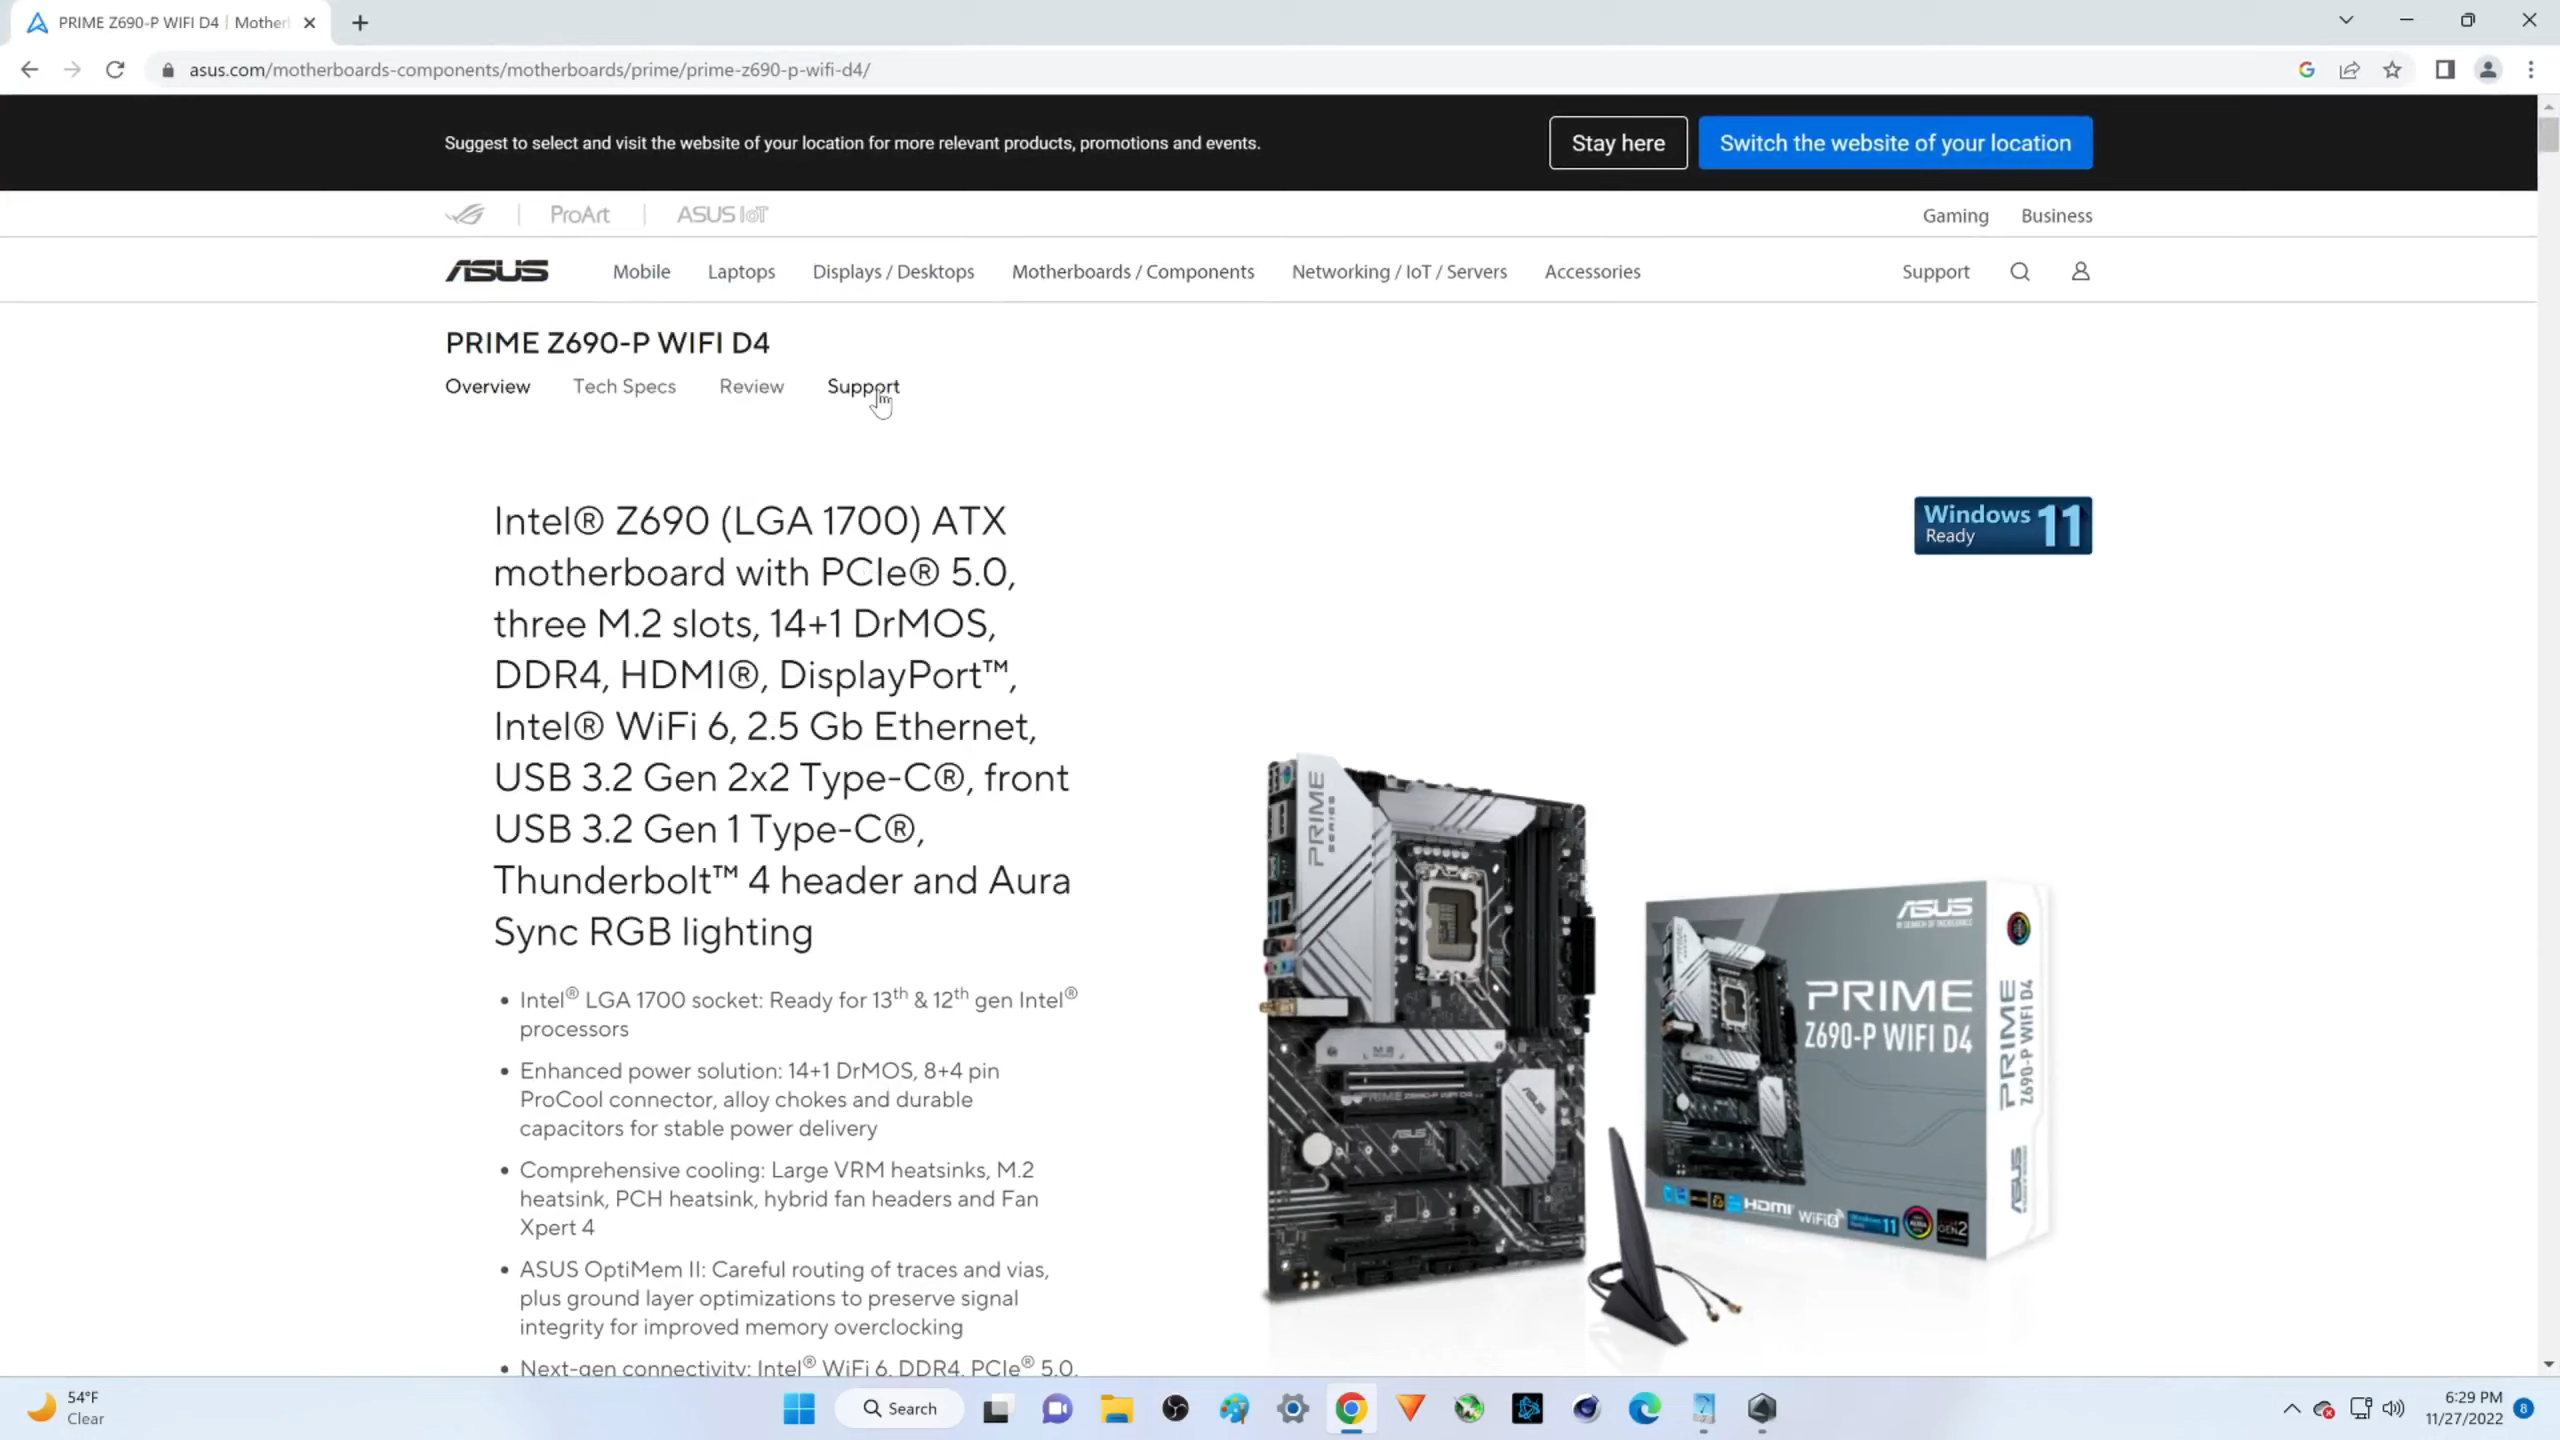 PRIME Z690-P WIFI D4 | Mother
asus.com/motherboards-components/motherboards/prime/prime-z690-p-wifi-d4/
Suggest to select and visit the website of your location for more relevant products, promotions and events.
Stay here
Switch the website of your location
ProArt
ASUS IoT
Gaming
Business
ASUS
Mobile
Laptops
Displays / Desktops
Motherboards / Components
Networking / IoT / Servers
Accessories
Support
PRIME Z690-P WIFI D4
Overview
Tech Specs
Review
Support
Intel® Z690 (LGA 1700) ATX
motherboard with PCIe® 5.0,
three M.2 slots, 14+1 DrMOS,
DDR4, HDMI®, DisplayPort™,
Intel® WiFi 6, 2.5 Gb Ethernet,
USB 3.2 Gen 2x2 Type-C®, front
USB 3.2 Gen 1 Type-C®,
Thunderbolt™ 4 header and Aura
Sync RGB lighting
Windows 11
Ready
• Intel® LGA 1700 socket: Ready for 13th & 12th gen Intel®
processors
• Enhanced power solution: 14+1 DrMOS, 8+4 pin
ProCool connector, alloy chokes and durable
capacitors for stable power delivery
• Comprehensive cooling: Large VRM heatsinks, M.2
heatsink, PCH heatsink, hybrid fan headers and Fan
Xpert 4
• ASUS OptiMem II: Careful routing of traces and vias,
plus ground layer optimizations to preserve signal
integrity for improved memory overclocking
• Next-gen connectivity: Intel® WiFi 6, DDR4, PCIe® 5.0,
PRIME
SERIES
ASUS
ASUS
PRIME
Z690-P WIFI D4
HDMI
WiFi6
PRIME
Z690-P WIFI D4
ASUS
54°F
Clear
Search
6:29 PM
11/27/2022
8